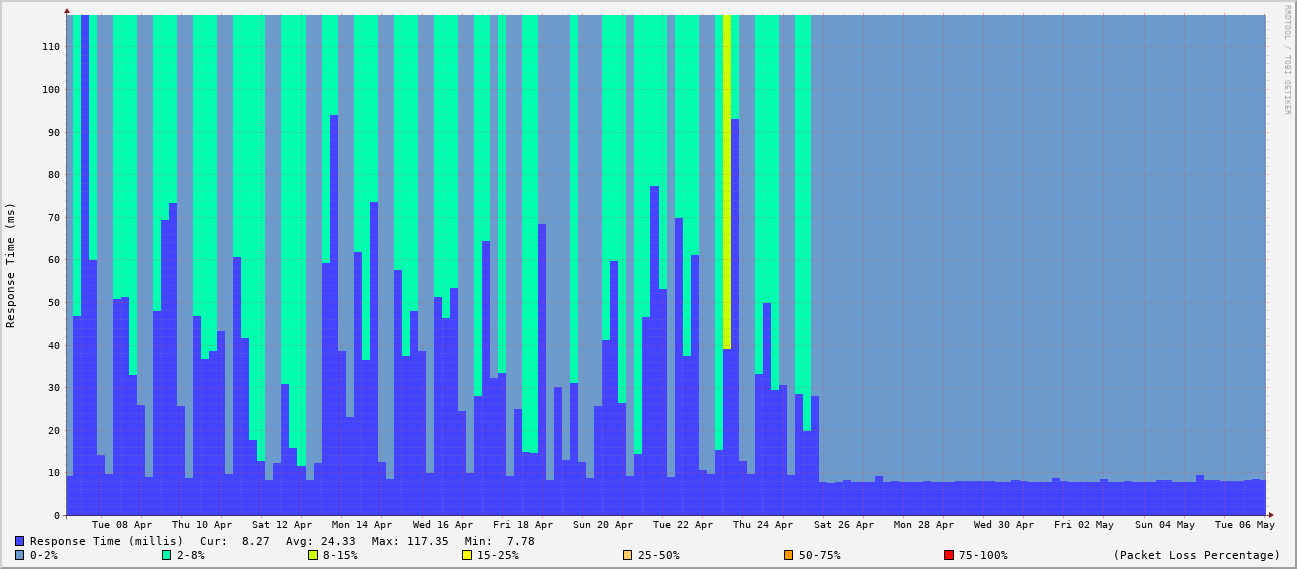 RRDTOOL / TOBI OETIKER
Response Time (ms)
110
100
90
80
70
60
50
40
30
20
10
0
Tue 08 Apr Thu 10 Apr Sat 12 Apr Mon 14 Apr Wed 16 Apr Fri 18 Apr Sun 20 Apr Tue 22 Apr Thu 24 Apr Sat 26 Apr Mon 28 Apr Wed 30 Apr Fri 02 May Sun 04 May Tue 06 May
Response Time (millis) Cur: 8.27 Avg: 24.33 Max: 117.35 Min: 7.78
0-2% 2-8% 8-15% 15-25% 25-50% 50-75% 75-100% (Packet Loss Percentage)